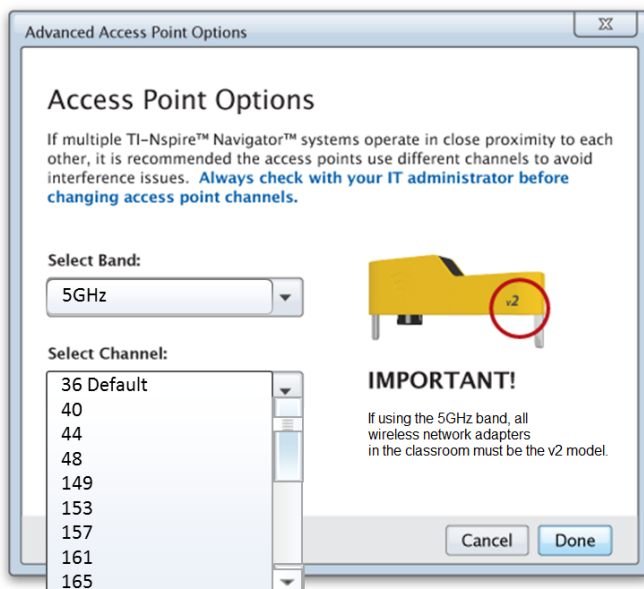 Advanced Access Point Options
Access Point Options
If multiple TI-Nspire™ Navigator™ systems operate in close proximity to each
other, it is recommended the access points use different channels to avoid
interference issues. Always check with your IT administrator before
changing access point channels.
Select Band:
5GHz
v2
Select Channel:
36 Default
40
44
48
149
153
157
161
165
IMPORTANT!
If using the 5GHz band, all
wireless network adapters
in the classroom must be the v2 model.
Cancel
Done